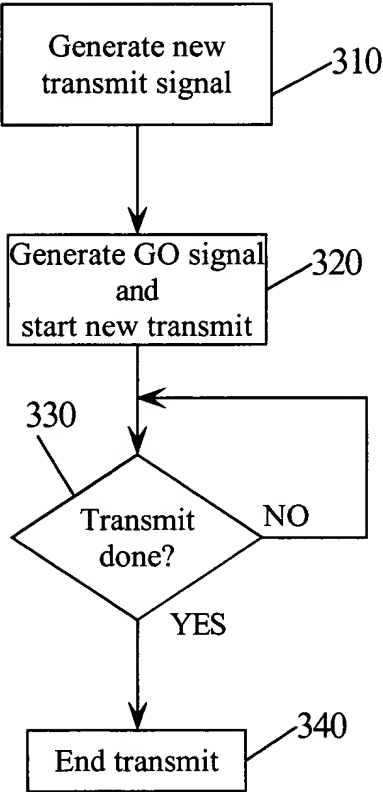 Generate new
transmit signal
310
Generate GO signal
and
start new transmit
320
330
Transmit
done?
NO
YES
340
End transmit